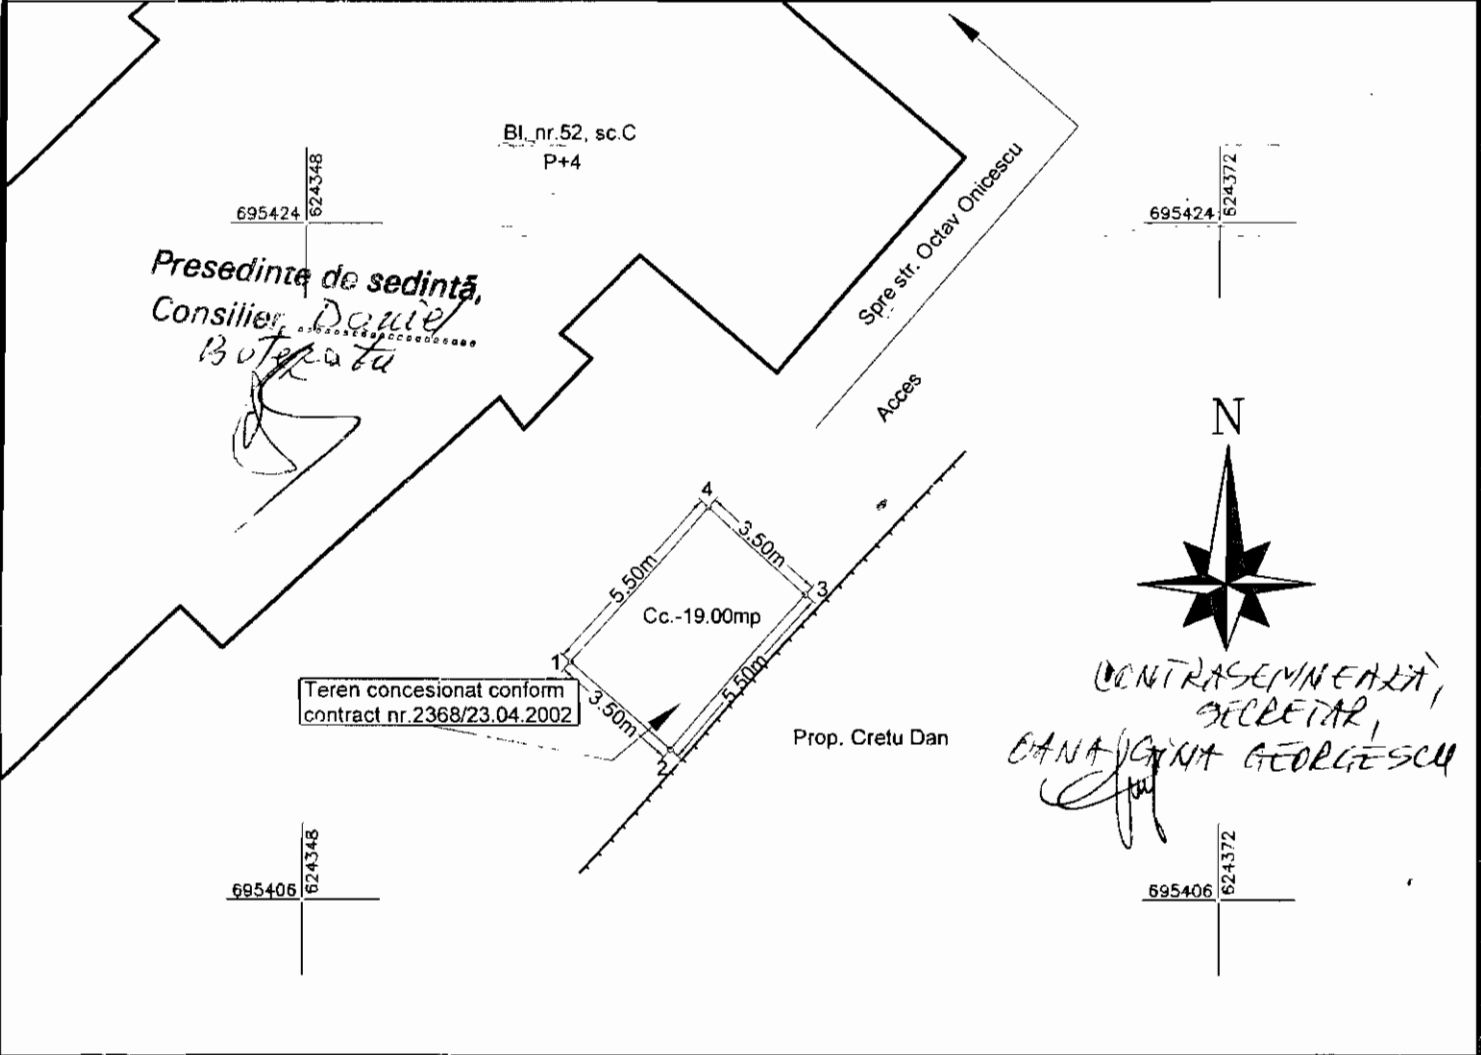 Bl. nr.52, sc.C
P+4
695424
624348
695424
624372
Spre str. Octav Onicescu
Acces
Presedinte de sedintă,
Consilier, Daniel
N
4
3.50m
5.50m
3
Cc.-19.00mp
1
5.50m
3.50m
2
Teren concesionat conform
contract nr.2368/23.04.2002
Prop. Cretu Dan
CONTRASEMNEAZĂ,
SECRETAR,
OANA GINA GEORGESCU
695406
624348
695406
624372